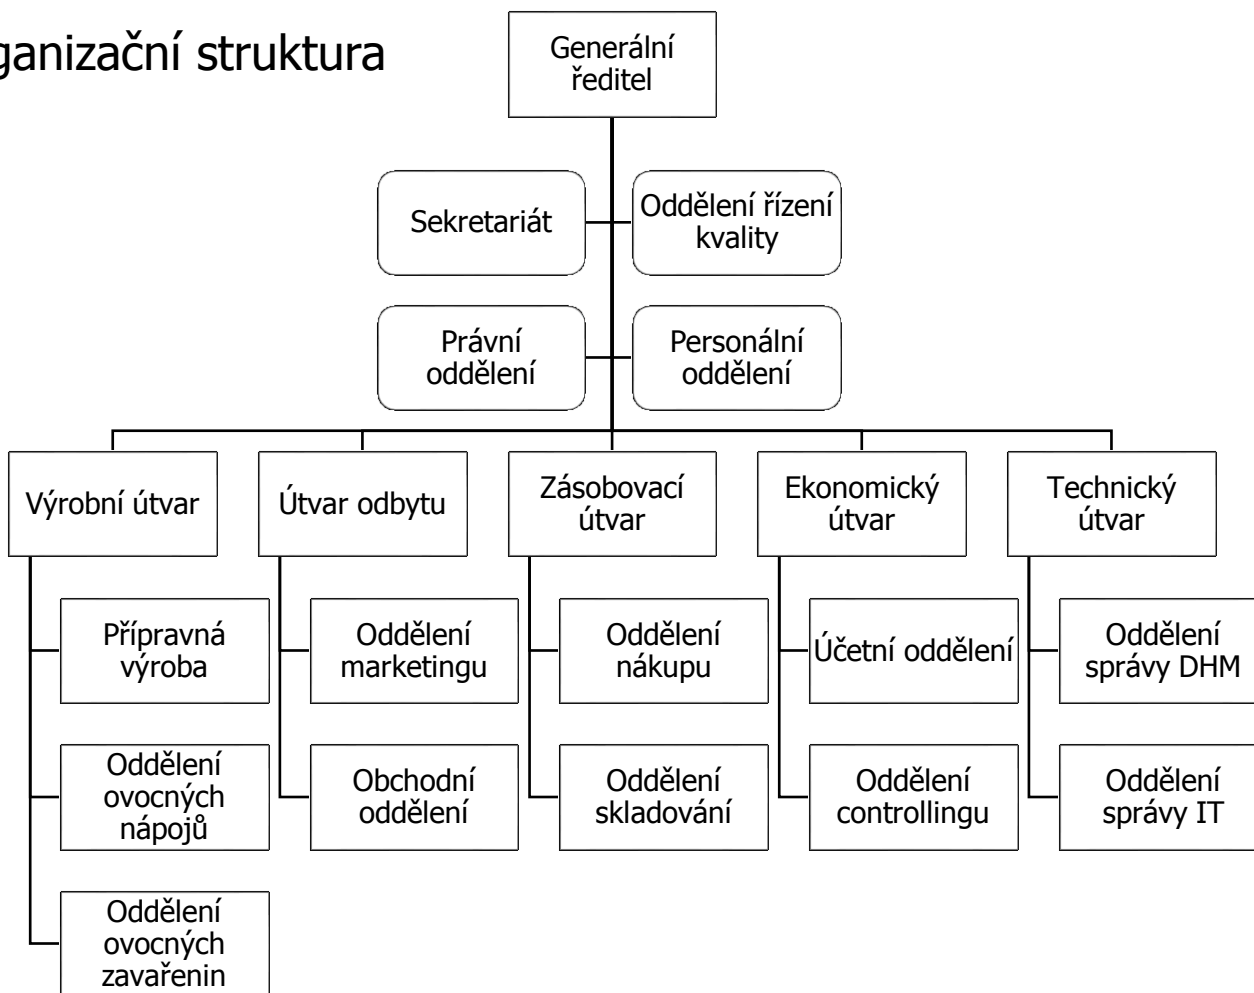 ganizační struktura
Generální
ředitel
Sekretariát
Oddělení řízení
kvality
Právní
oddělení
Personální
oddělení
Výrobní útvar
Útvar odbytu
Zásobovací
útvar
Ekonomický
útvar
Technický
útvar
Přípravná
výroba
Oddělení
marketingu
Oddělení
nákupu
Účetní oddělení
Oddělení
správy DHM
Oddělení
ovocných
nápojů
Obchodní
oddělení
Oddělení
skladování
Oddělení
controllingu
Oddělení
správy IT
Oddělení
ovocných
zavařenin